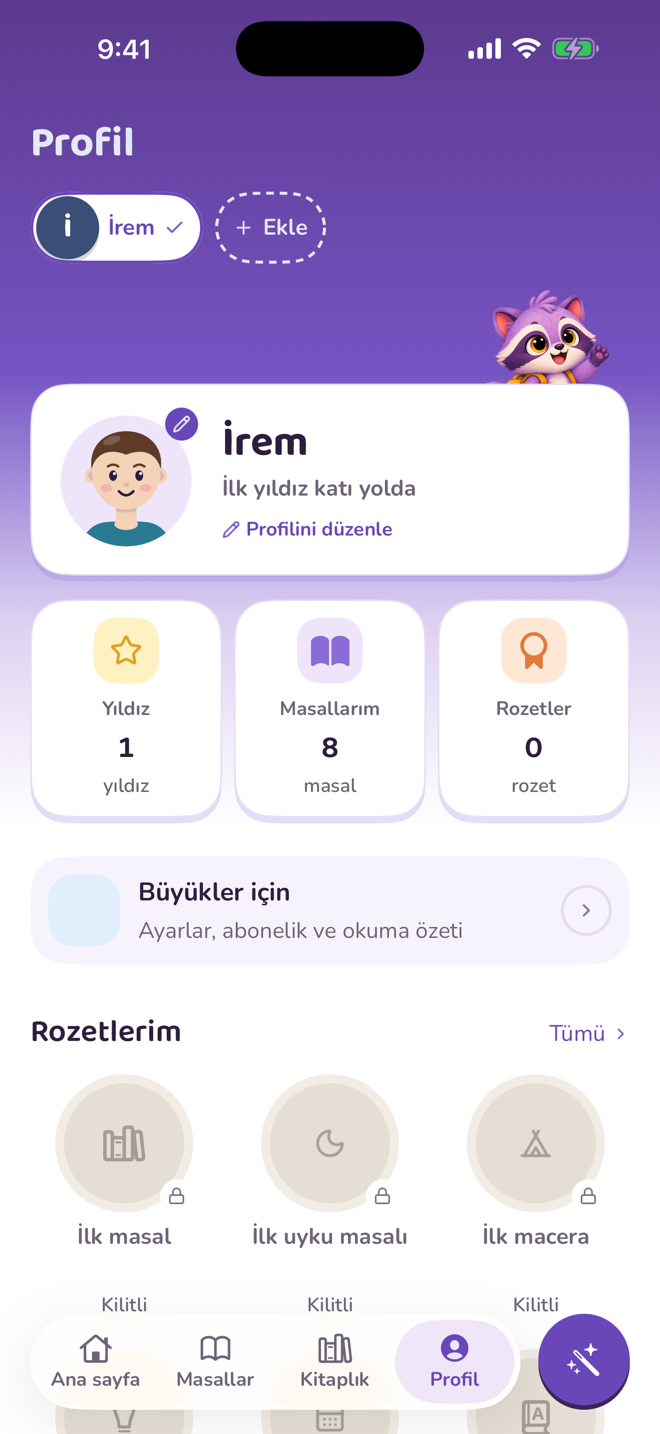 9:41
Profil
i
İrem
Ekle
İrem
İlk yıldız katı yolda
Profilini düzenle
Yıldız
1
yıldız
Masallarım
8
masal
Rozetler
0
rozet
Büyükler için
Ayarlar, abonelik ve okuma özeti
Rozetlerim
Tümü
İlk masal
İlk uyku masalı
İlk macera
Kilitli
Kilitli
Kilitli
Ana sayfa
Masallar
Kitaplık
Profil
A